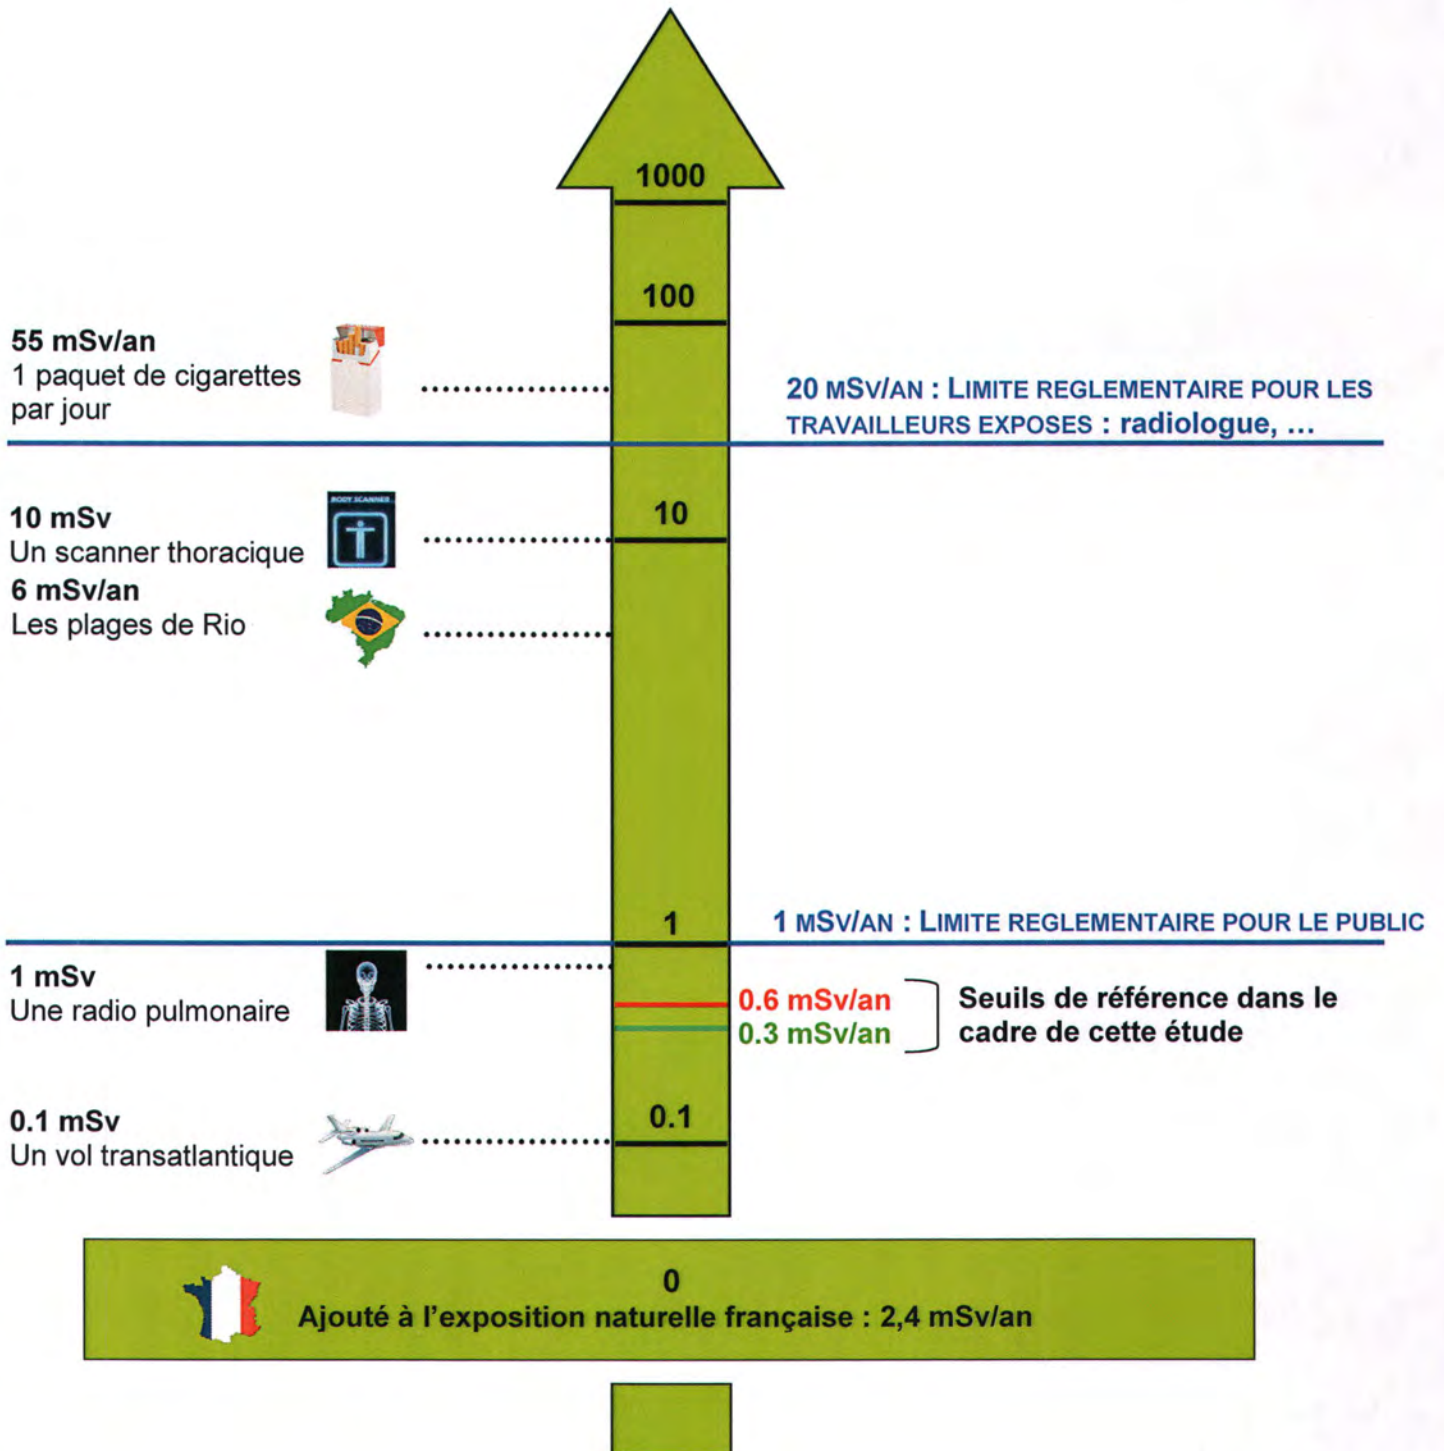 1000
100
55 mSv/an
1 paquet de cigarettes
par jour
20 MSV/AN : LIMITE REGLEMENTAIRE POUR LES
TRAVAILLEURS EXPOSES : radiologue, ...
BODY SCANNER
10 mSv
Un scanner thoracique
10
6 mSv/an
Les plages de Rio
1
1 MSV/AN : LIMITE REGLEMENTAIRE POUR LE PUBLIC
1 mSv
Une radio pulmonaire
0.6 mSv/an
0.3 mSv/an
Seuils de référence dans le
cadre de cette étude
0.1 mSv
Un vol transatlantique
0.1
0
Ajouté à l'exposition naturelle française : 2,4 mSv/an